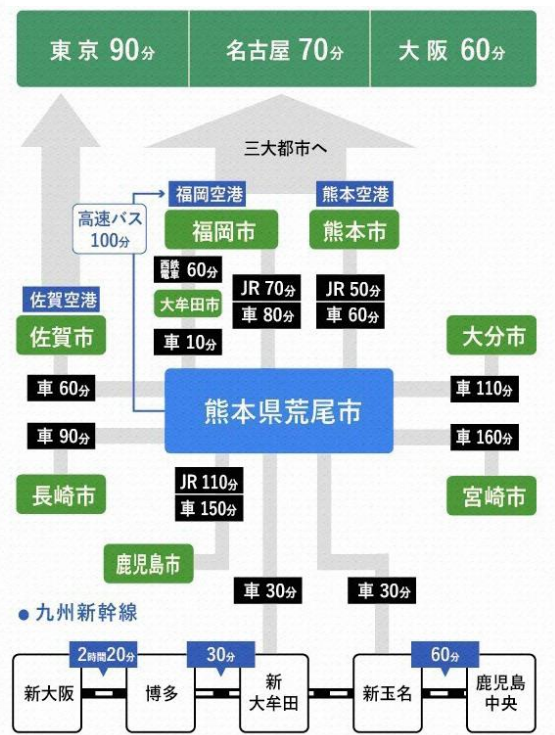 東京 90分
名古屋 70分
大阪 60分
三大都市へ
福岡空港
熊本空港
高速バス
100分
福岡市
熊本市
西鉄
電車 60分
JR 70分
車 80分
JR 50分
車 60分
佐賀空港
大牟田市
佐賀市
大分市
車 10分
車 60分
熊本県荒尾市
車 110分
車 90分
車 160分
長崎市
JR 110分
車 150分
宮崎市
鹿児島市
車 30分
車 30分
●九州新幹線
2時間20分
30分
60分
新大阪
博多
新
大牟田
新玉名
鹿児島
中央